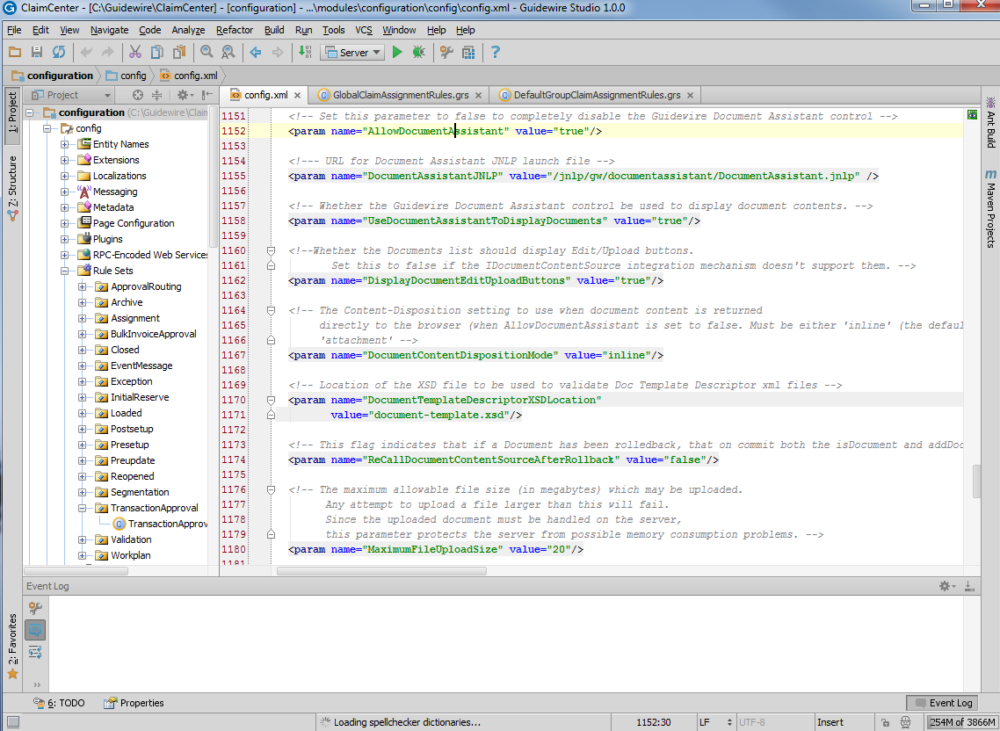 ClaimCenter - [C:\Guidewire\ClaimCenter] - [configuration] - ...\modules\configuration\config\config.xml - Guidewire Studio 1.0.0
File Edit View Navigate Code Analyze Refactor Build Run Tools VCS Window Help Help
Server
configuration config config.xml
Project
config.xml GlobalClaimAssignmentRules.grs DefaultGroupClaimAssignmentRules.grs
1: Project
Z: Structure
2: Favorites
configuration (C:\Guidewire\Claim
config
Entity Names
Extensions
Localizations
Messaging
Metadata
Page Configuration
Plugins
RPC-Encoded Web Services
Rule Sets
ApprovalRouting
Archive
Assignment
BulkInvoiceApproval
Closed
EventMessage
Exception
InitialReserve
Loaded
Postsetup
Presetup
Preupdate
Reopened
Segmentation
TransactionApproval
TransactionApprov
Validation
Workplan
1151 <!-- Set this parameter to false to completely disable the Guidewire Document Assistant control -->
1152 <param name="AllowDocumentAssistant" value="true"/>
1153
1154 <!--- URL for Document Assistant JNLP launch file -->
1155 <param name="DocumentAssistantJNLP" value="/jnlp/gw/documentassistant/DocumentAssistant.jnlp" />
1156
1157 <!-- Whether the Guidewire Document Assistant control be used to display document contents. -->
1158 <param name="UseDocumentAssistantToDisplayDocuments" value="true"/>
1159
1160 <!--Whether the Documents list should display Edit/Upload buttons.
1161 Set this to false if the IDocumentContentSource integration mechanism doesn't support them. -->
1162 <param name="DisplayDocumentEditUploadButtons" value="true"/>
1163
1164 <!-- The Content-Disposition setting to use when document content is returned
1165 directly to the browser (when AllowDocumentAssistant is set to false. Must be either 'inline' (the defaul
1166 'attachment' -->
1167 <param name="DocumentContentDispositionMode" value="inline"/>
1168
1169 <!-- Location of the XSD file to be used to validate Doc Template Descriptor xml files -->
1170 <param name="DocumentTemplateDescriptorXSDLocation"
1171 value="document-template.xsd"/>
1172
1173 <!-- This flag indicates that if a Document has been rolledback, that on commit both the isDocument and addDoc
1174 <param name="ReCallDocumentContentSourceAfterRollback" value="false"/>
1175
1176 <!-- The maximum allowable file size (in megabytes) which may be uploaded.
1177 Any attempt to upload a file larger than this will fail.
1178 Since the uploaded document must be handled on the server,
1179 this parameter protects the server from possible memory consumption problems. -->
1180 <param name="MaximumFileUploadSize" value="20"/>
1181
Ant Build
m Maven Projects
Event Log
6: TODO Properties Event Log
Loading spellchecker dictionaries... 1152:30 LF UTF-8 Insert 254M of 3866M